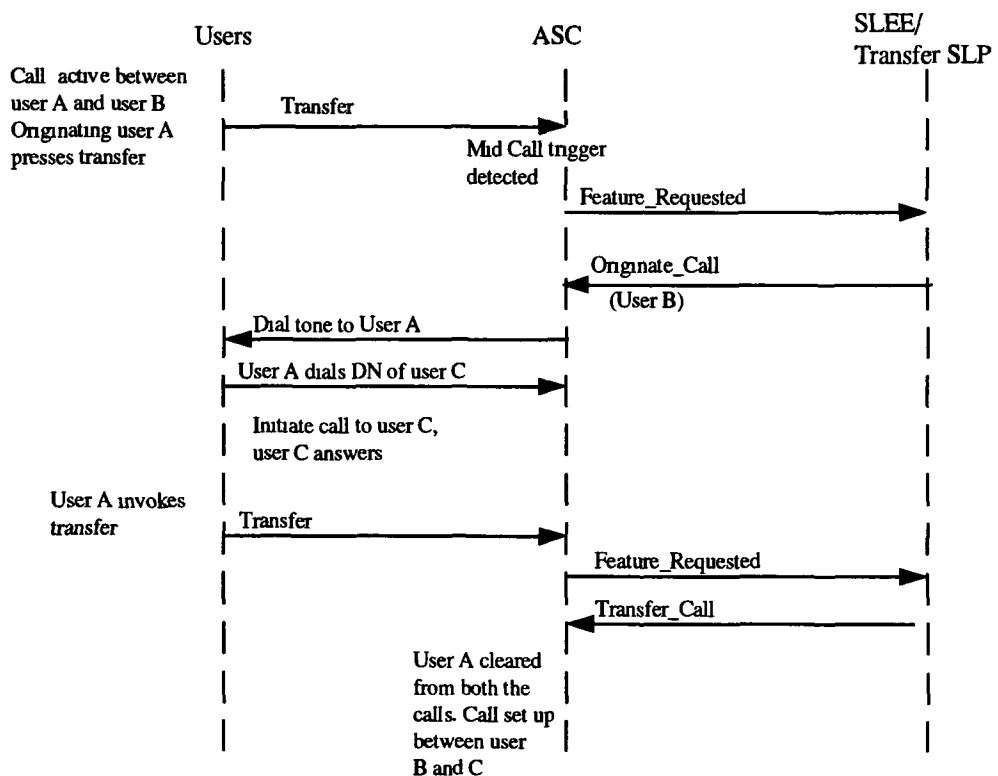 Users
ASC
SLEE/
Transfer SLP
Call active between
user A and user B
Originating user A
presses transfer
Transfer
Mid Call trigger
detected
Feature_Requested
Originate_Call
(User B)
Dial tone to User A
User A dials DN of user C
Initiate call to user C,
user C answers
User A invokes
transfer
Transfer
Feature_Requested
Transfer_Call
User A cleared
from both the
calls. Call set up
between user
B and C